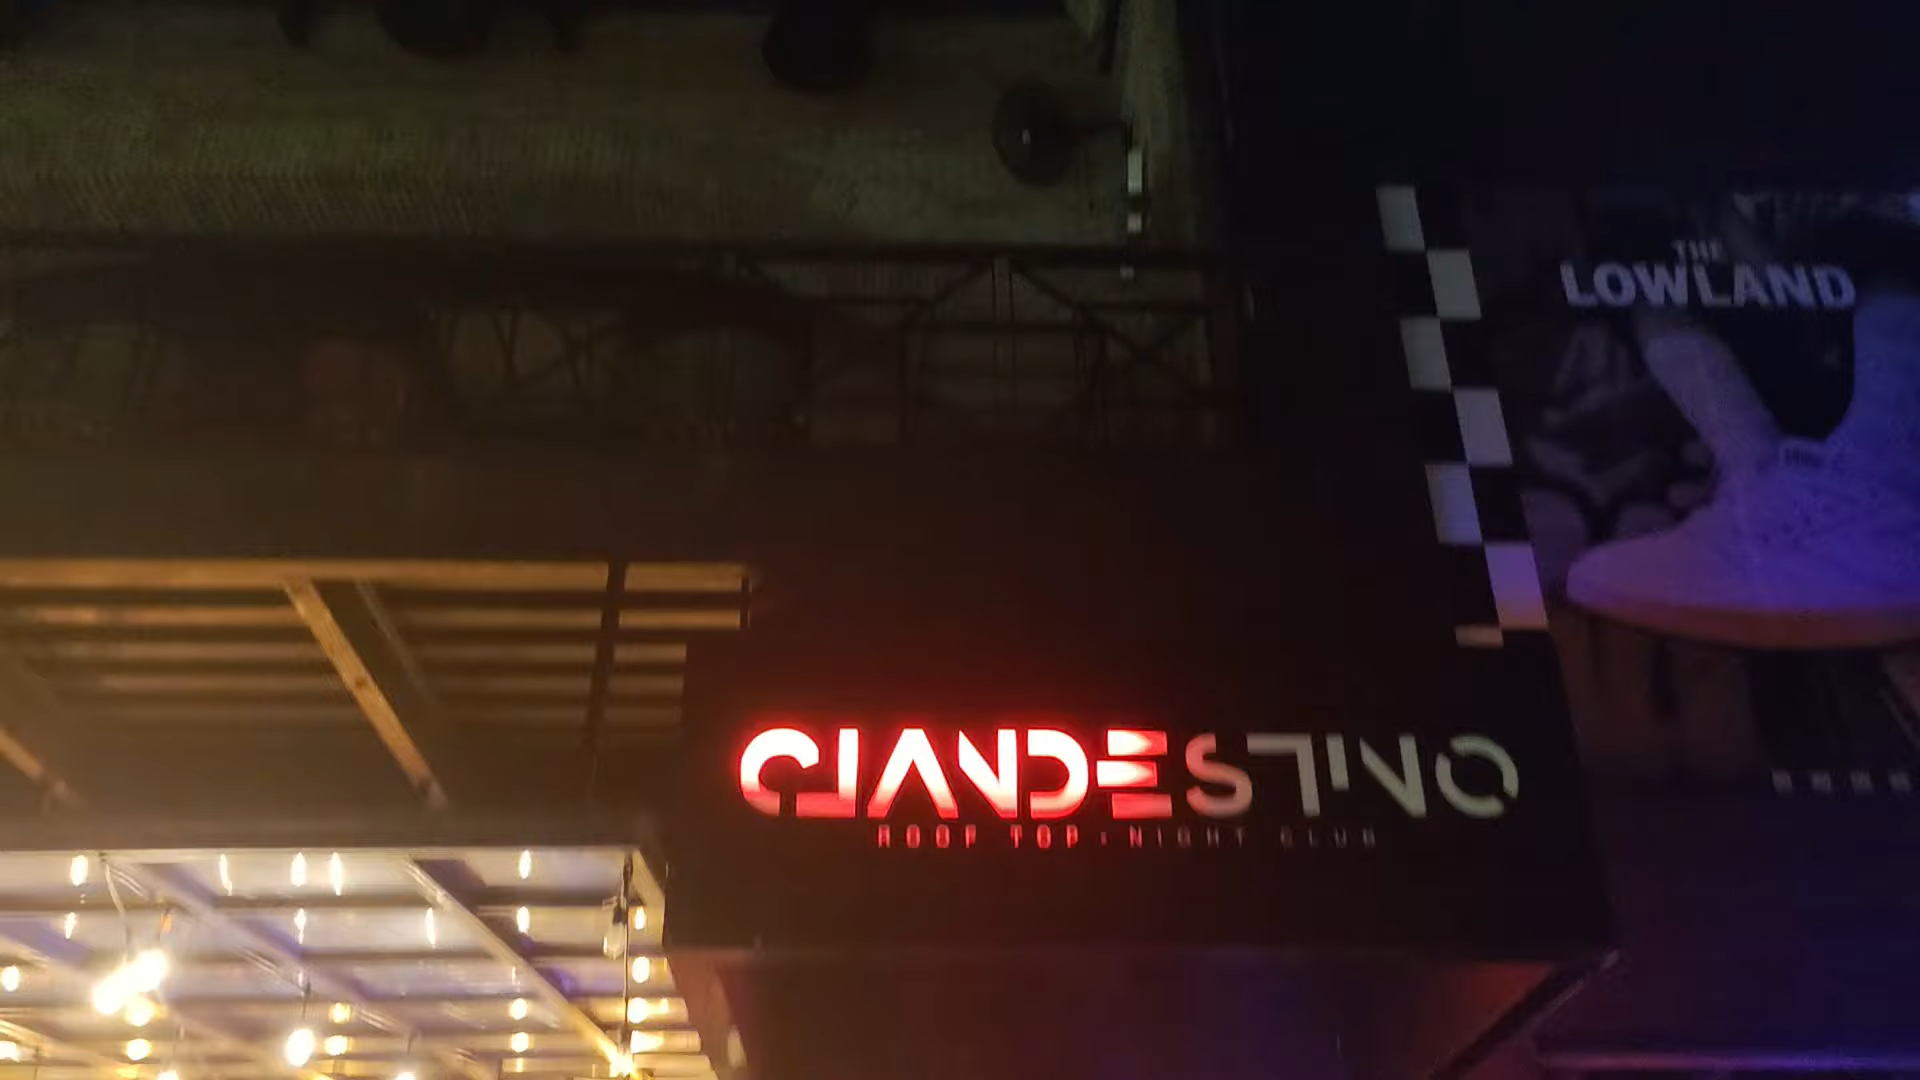 THE
LOWLAND
CLANDESTINO
ROOF TOP · NIGHT CLUB